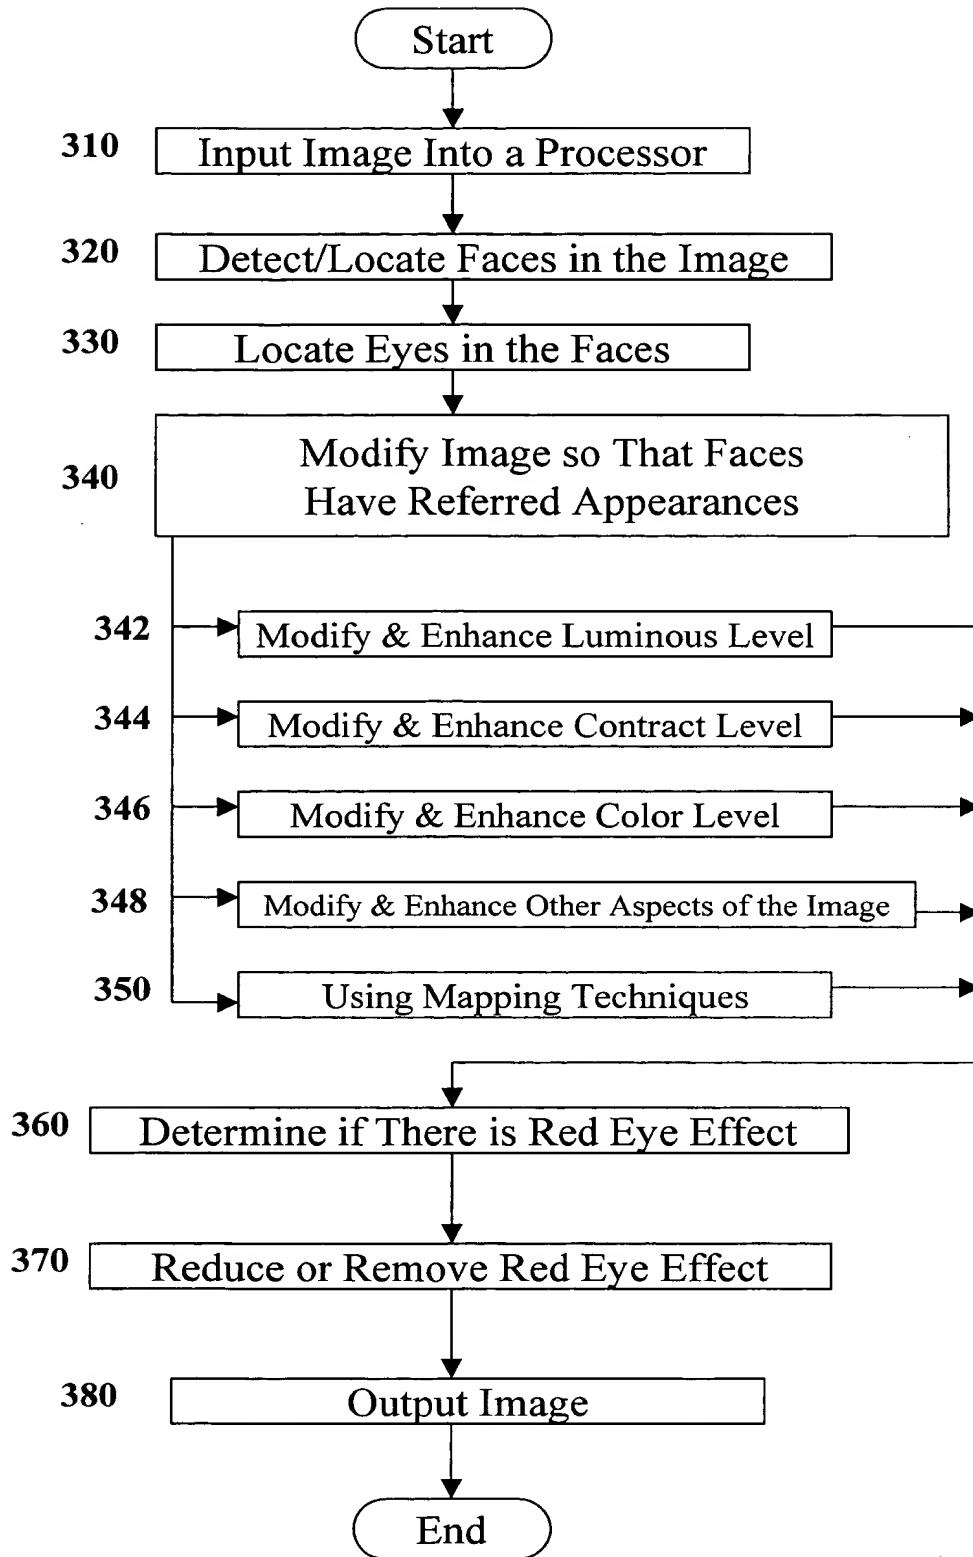 Start
310
Input Image Into a Processor
320
Detect/Locate Faces in the Image
330
Locate Eyes in the Faces
340
Modify Image so That Faces
Have Referred Appearances
342
Modify & Enhance Luminous Level
344
Modify & Enhance Contract Level
346
Modify & Enhance Color Level
348
Modify & Enhance Other Aspects of the Image
350
Using Mapping Techniques
360
Determine if There is Red Eye Effect
370
Reduce or Remove Red Eye Effect
380
Output Image
End